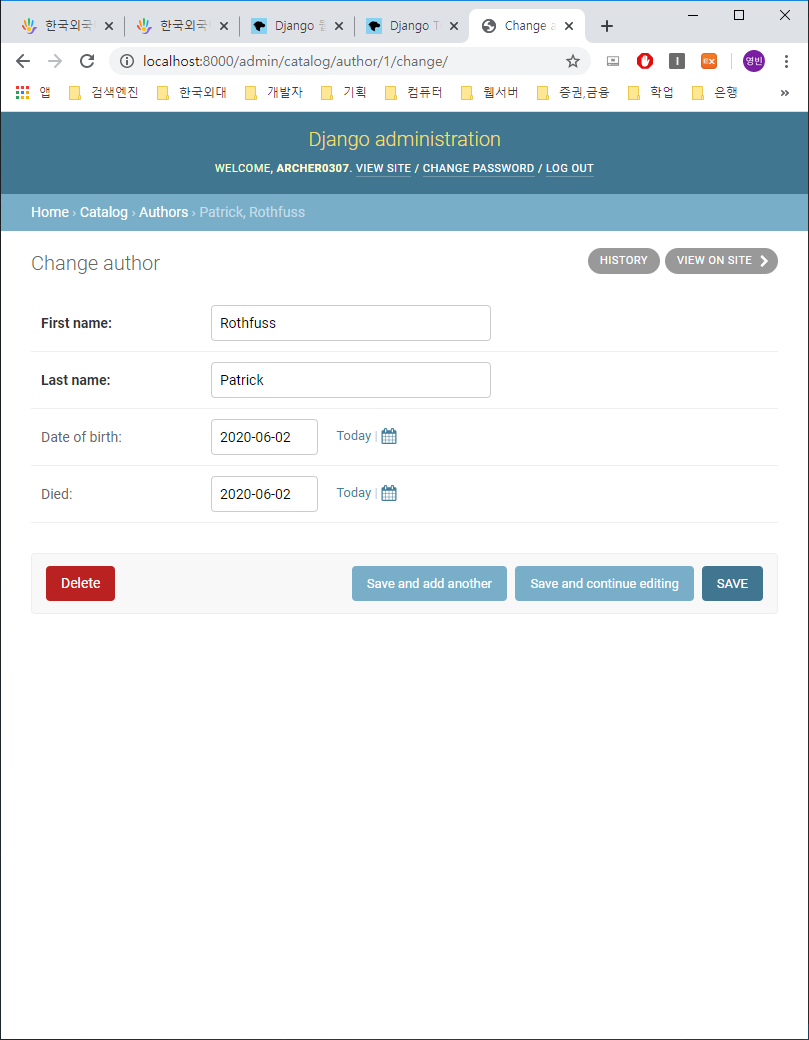 한국외국
한국외국
Django
Django T
Change a
localhost:8000/admin/catalog/author/1/change/
영빈
앱 검색엔진 한국외대 개발자 기획 컴퓨터 웹서버 증권,금융 학업 은행 »
Django administration
WELCOME, ARCHER0307. VIEW SITE / CHANGE PASSWORD / LOG OUT
Home › Catalog › Authors › Patrick, Rothfuss
Change author
HISTORY
VIEW ON SITE
First name: Rothfuss
Last name: Patrick
Date of birth: 2020-06-02 Today |
Died: 2020-06-02 Today |
Delete
Save and add another
Save and continue editing
SAVE